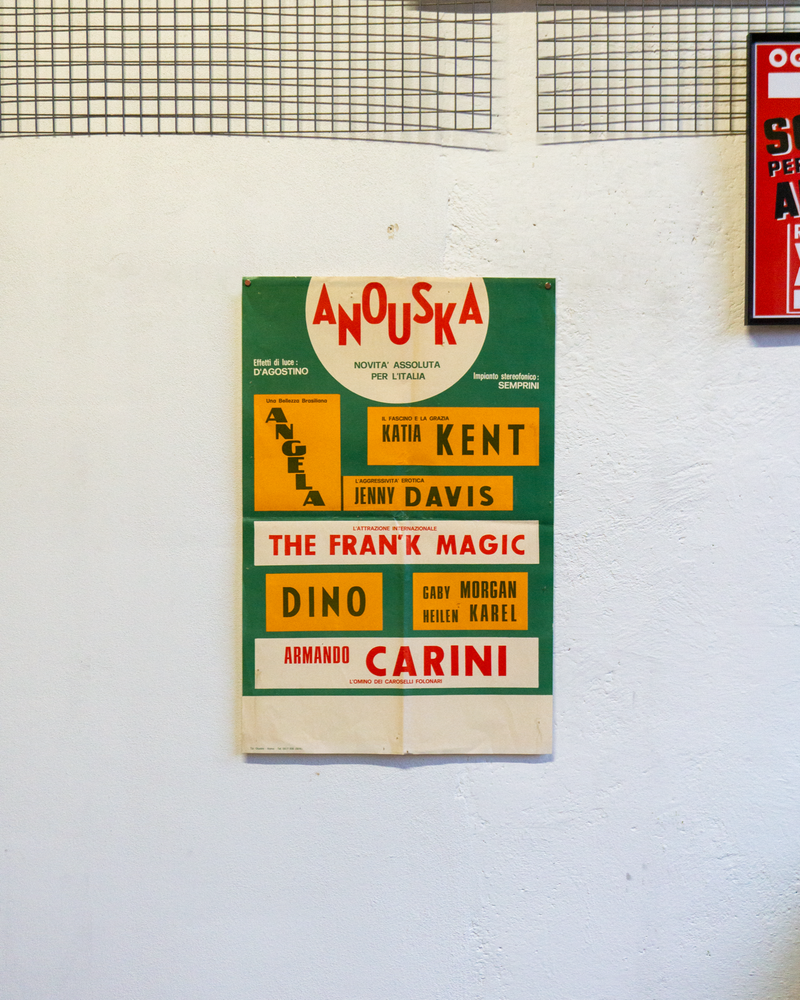 ANOUSKA
NOVITA' ASSOLUTA
PER L'ITALIA
Effetti di luce :
D'AGOSTINO
Impianto stereofonico :
SEMPRINI
Una Bellezza Brasiliana
ANGELA
IL FASCINO E LA GRAZIA
KATIA KENT
L'AGGRESSIVITA' EROTICA
JENNY DAVIS
L'ATTRAZIONE INTERNAZIONALE
THE FRAN'K MAGIC
DINO
GABY MORGAN
HEILEN KAREL
ARMANDO CARINI
L'OMINO DEI CAROSELLI FOLONARI